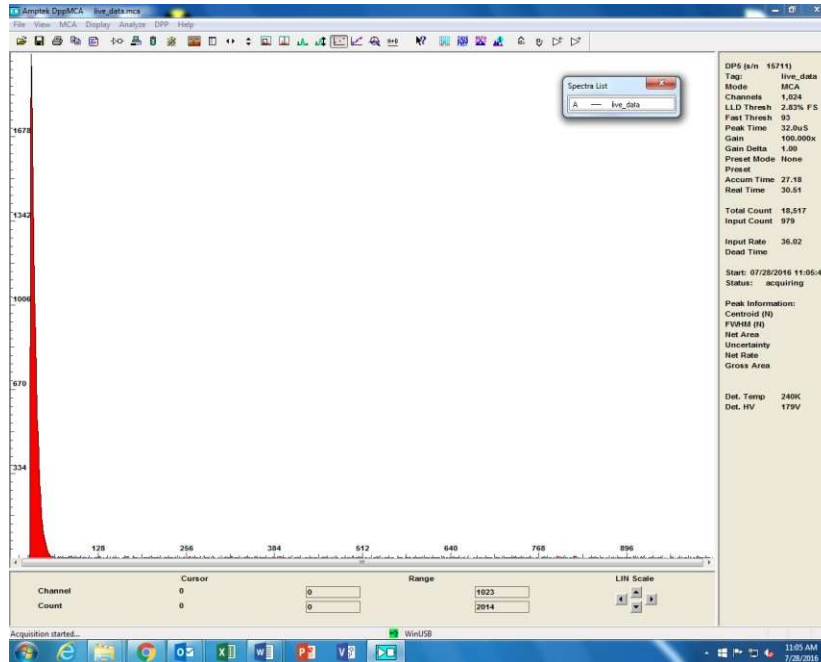 Amptek DppMCA live_data.mca
File View MCA Display Analyze DPP Help
Spectra List
A — live_data
1678
1342
1006
670
334
128 256 384 512 640 768 896
DP5 (s/n 15711)
Tag: live_data
Mode MCA
Channels 1,024
LLD Thresh 2.83% FS
Fast Thresh 93
Peak Time 32.0uS
Gain 100.000x
Gain Delta 1.00
Preset Mode None
Preset
Accum Time 27.18
Real Time 30.51
Total Count 18,517
Input Count 979
Input Rate 36.02
Dead Time
Start: 07/28/2016 11:05:4
Status: acquiring
Peak Information:
Centroid (N)
FWHM (N)
Net Area
Uncertainty
Net Rate
Gross Area
Det. Temp 240K
Det. HV 179V
Cursor Range LIN Scale
Channel 0 0 1023
Count 0 0 2014
Acquisition started...
WinUSB
11:05 AM
7/28/2016